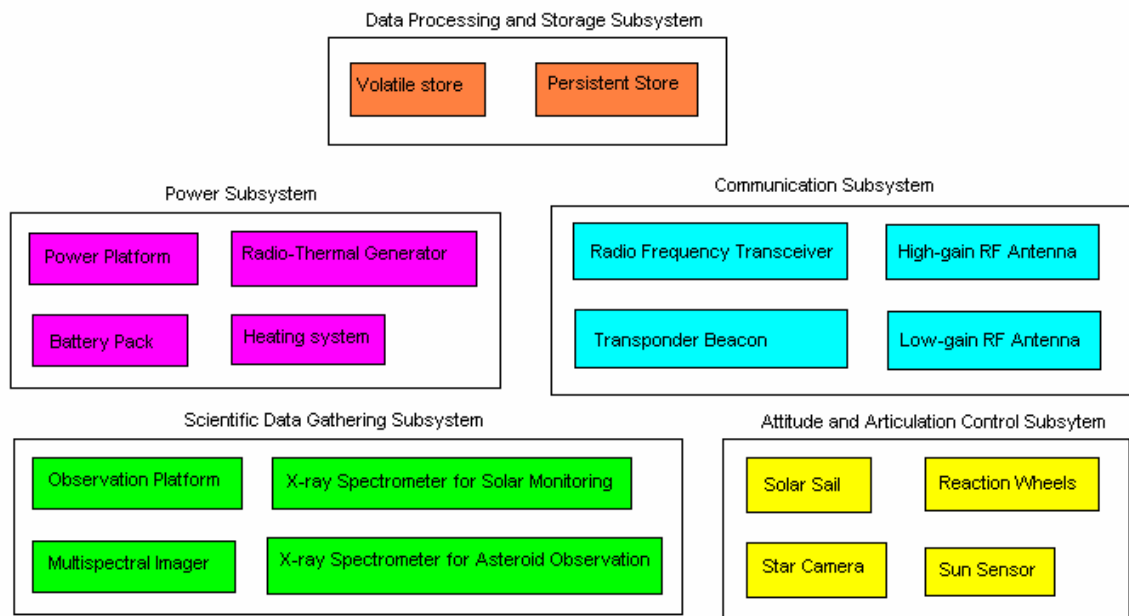 Data Processing and Storage Subsystem
Volatile store
Persistent Store
Power Subsystem
Power Platform
Radio-Thermal Generator
Battery Pack
Heating system
Communication Subsystem
Radio Frequency Transceiver
High-gain RF Antenna
Transponder Beacon
Low-gain RF Antenna
Scientific Data Gathering Subsystem
Observation Platform
X-ray Spectrometer for Solar Monitoring
Multispectral Imager
X-ray Spectrometer for Asteroid Observation
Attitude and Articulation Control Subsytem
Solar Sail
Reaction Wheels
Star Camera
Sun Sensor